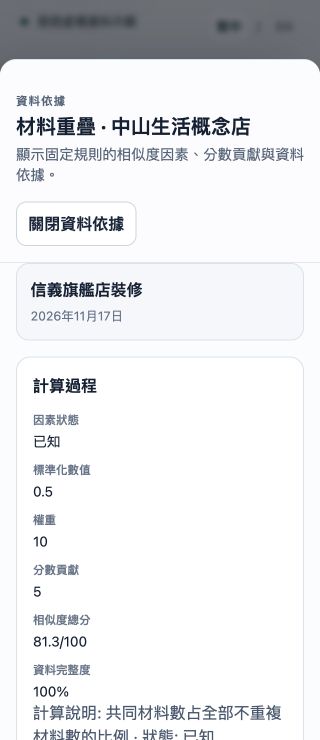 資料依據
材料重疊 · 中山生活概念店
顯示固定規則的相似度因素、分數貢獻與資料
依據。
關閉資料依據
信義旗艦店裝修
2026年11月17日
計算過程
因素狀態
已知
標準化數值
0.5
權重
10
分數貢獻
5
相似度總分
81.3/100
資料完整度
100%
計算說明: 共同材料數占全部不重複
材料數的比例 · 狀態: 已知